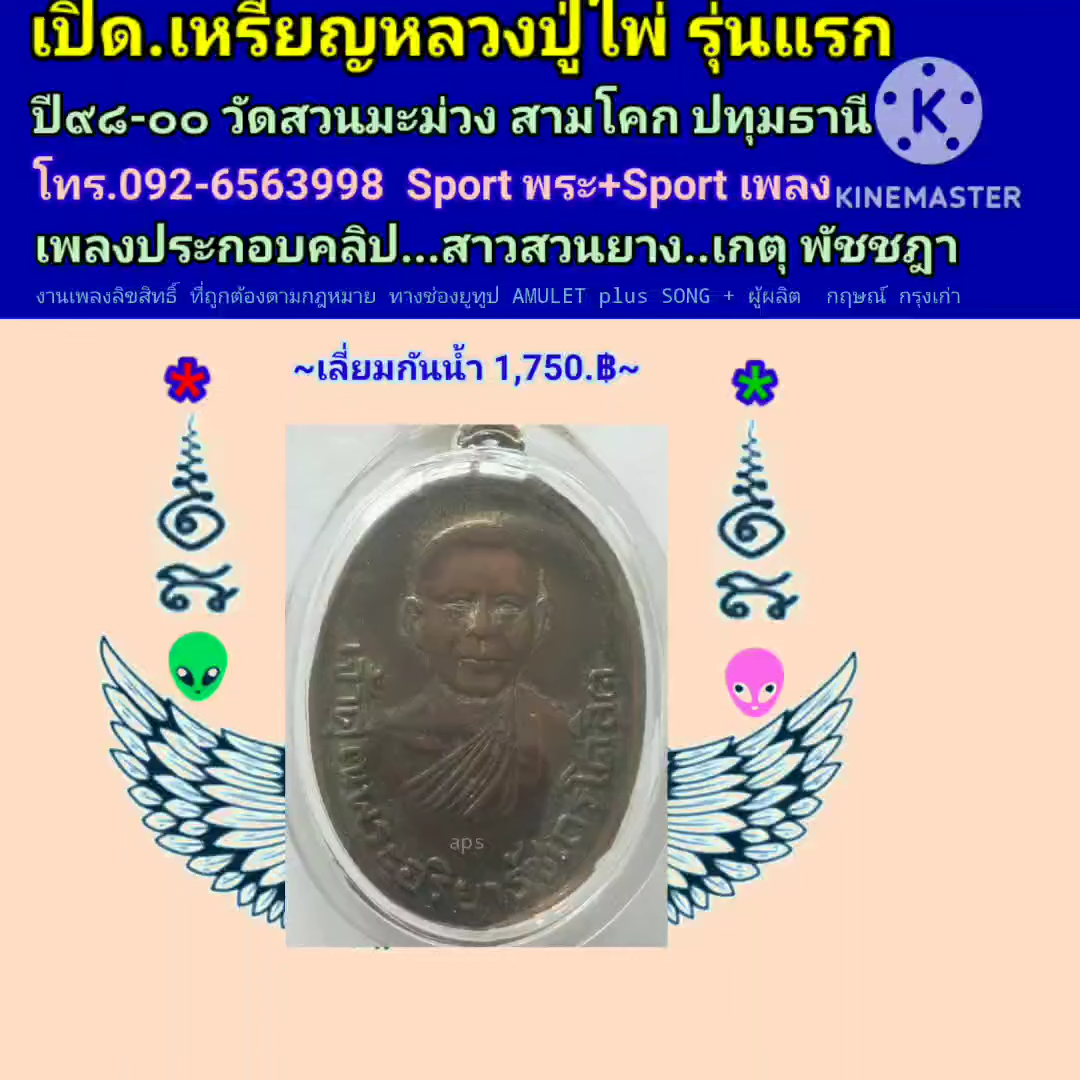 เปิด.เหรียญหลวงปู่ไพ่ รุ่นแรก
ปี๙๘-๐๐ วัดสวนมะม่วง สามโคก ปทุมธานี
โทร.092-6563998 Sport พระ+Sport เพลง
K
KINEMASTER
เพลงประกอบคลิป...สาวสวนยาง..เกตุ พัชชฎา
งานเพลงลิขสิทธิ์ ที่ถูกต้องตามกฎหมาย ทางช่องยูทูป AMULET plus SONG + ผู้ผลิต กฤษณ์ กรุงเก่า
~เลี่ยมกันน้ำ 1,750.฿~
aps